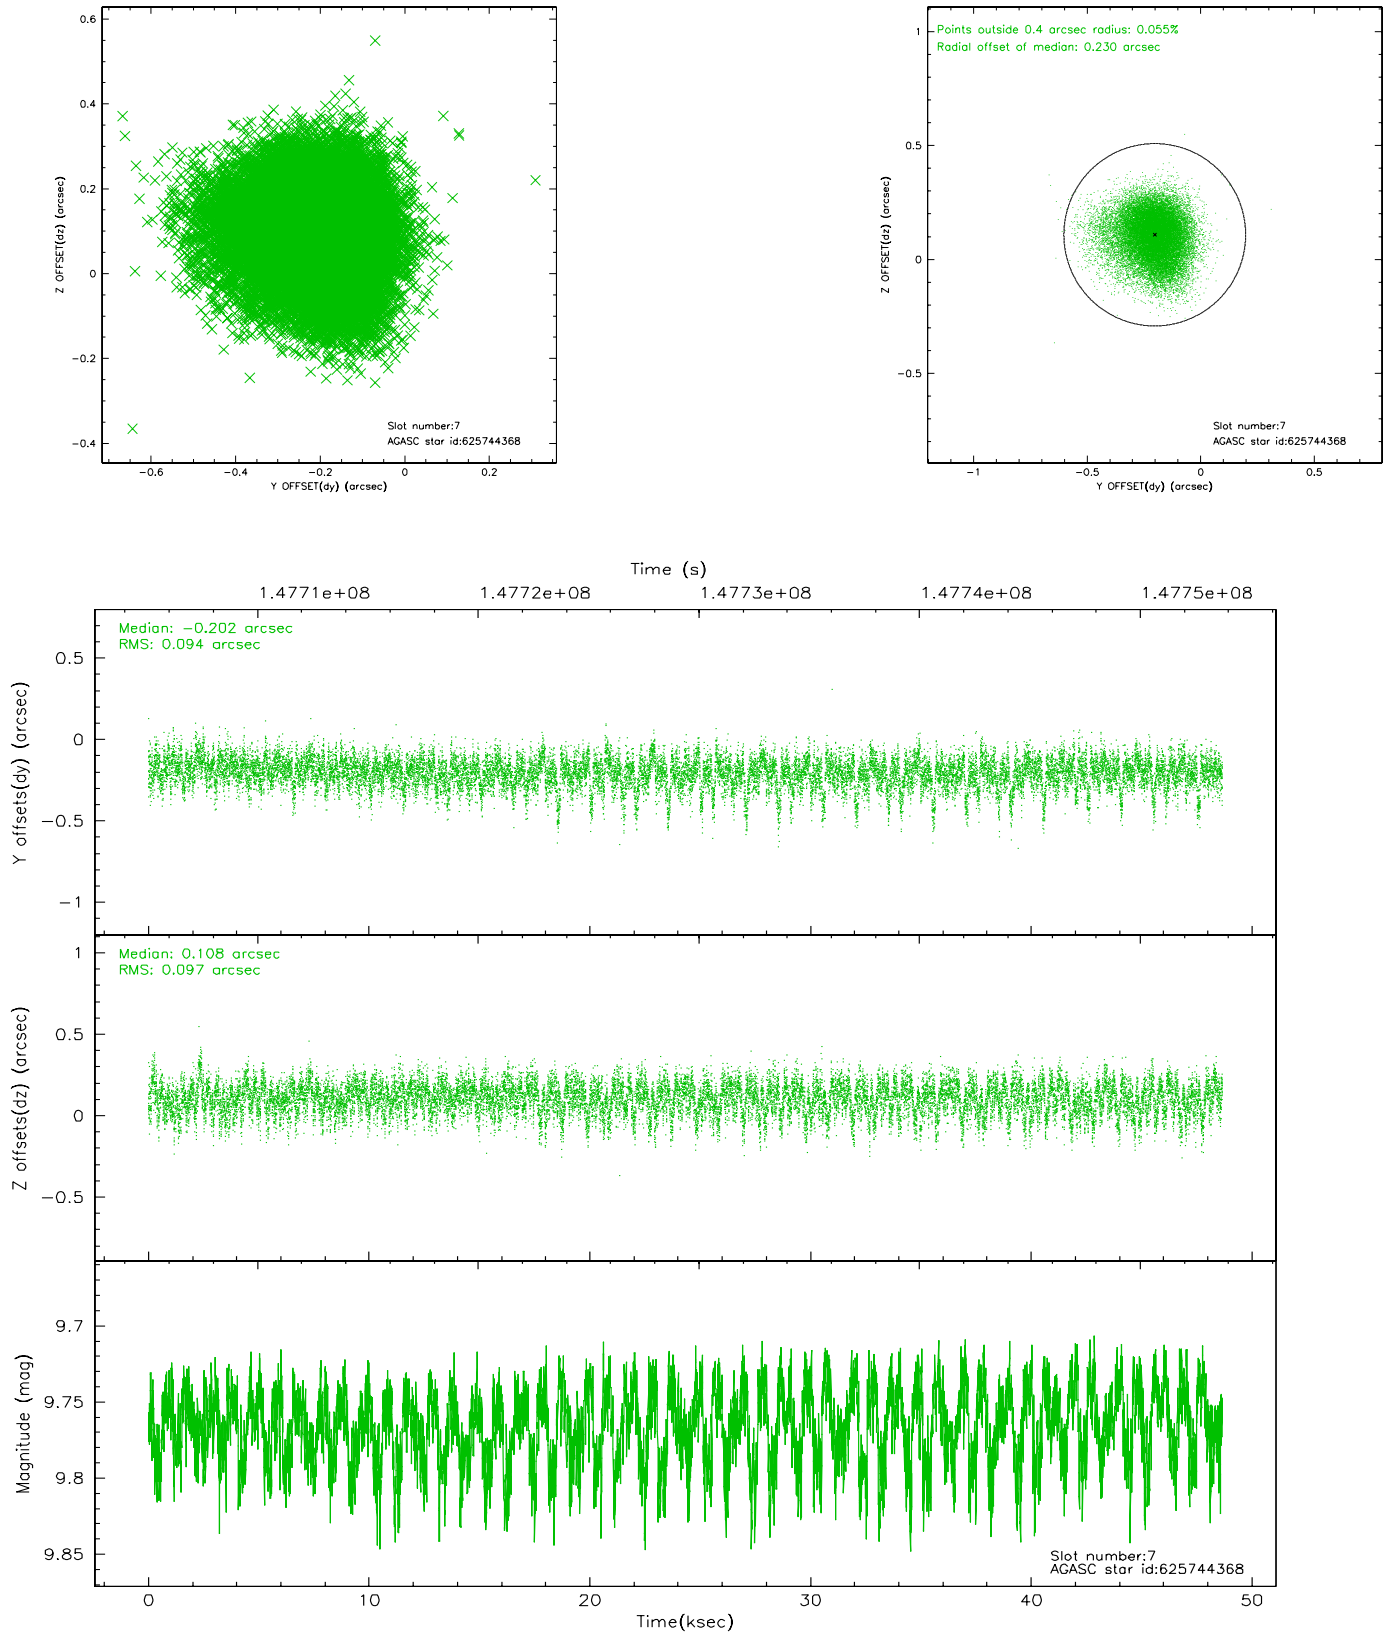 0.6
0.4
0.2
0
−0.2
−0.4
Z OFFSET(dz) (arcsec)
−0.6
−0.4
−0.2
0
0.2
Y OFFSET(dy) (arcsec)
Slot number:7
AGASC star id:625744368
Points outside 0.4 arcsec radius: 0.055%
Radial offset of median: 0.230 arcsec
1
0.5
0
−0.5
Z OFFSET(dz) (arcsec)
−1
−0.5
0
0.5
Y OFFSET(dy) (arcsec)
Slot number:7
AGASC star id:625744368
Time (s)
1.4771e+08
1.4772e+08
1.4773e+08
1.4774e+08
1.4775e+08
Median: −0.202 arcsec
RMS: 0.094 arcsec
0.5
0
−0.5
−1
Y offsets(dy) (arcsec)
Median: 0.108 arcsec
RMS: 0.097 arcsec
1
0.5
0
−0.5
Z offsets(dz) (arcsec)
9.7
9.75
9.8
9.85
Magnitude (mag)
Slot number:7
AGASC star id:625744368
0
10
20
30
40
50
Time(ksec)